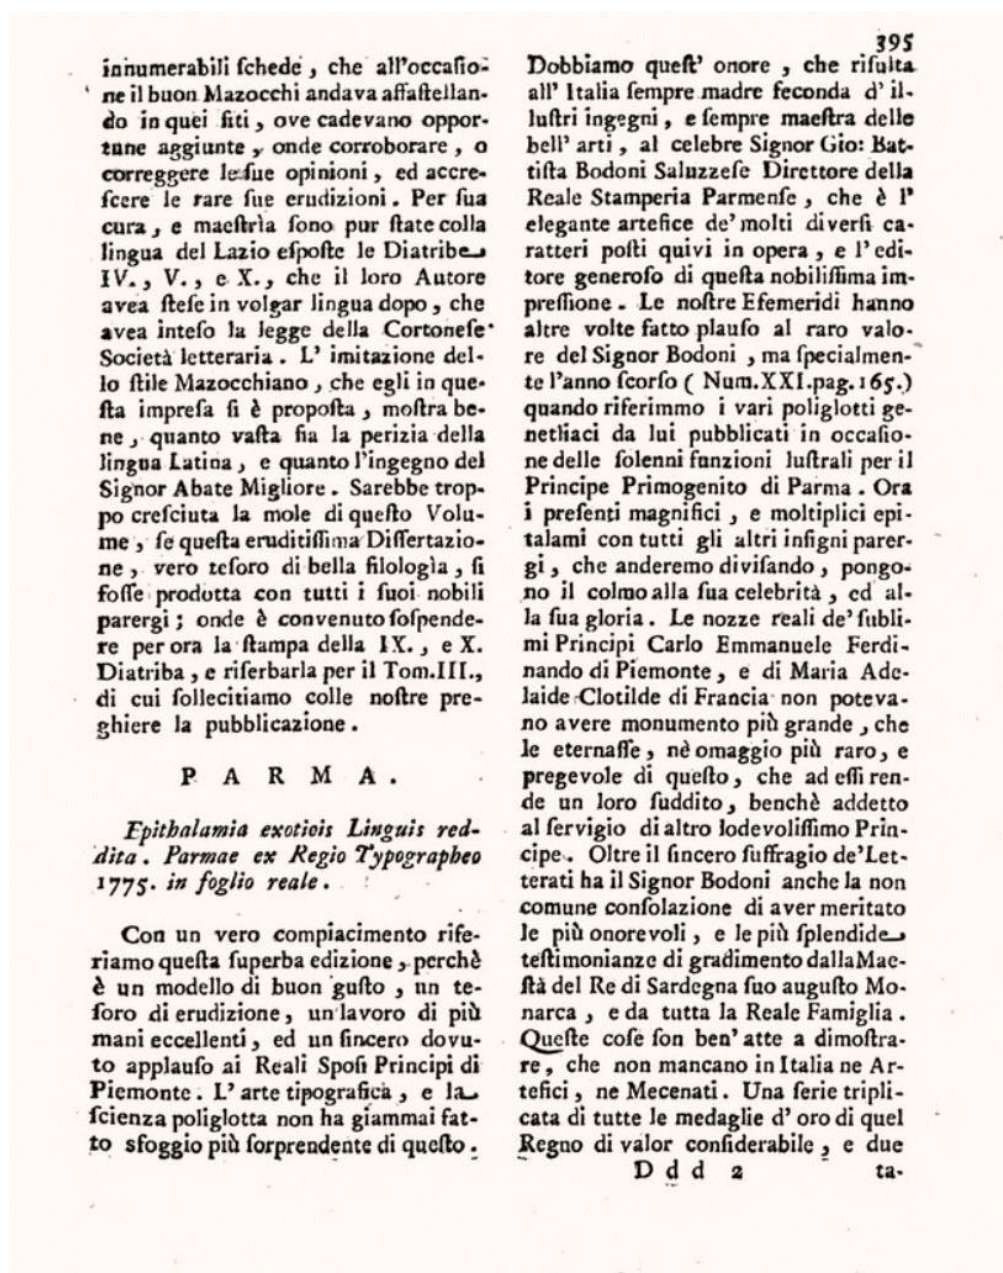 395
innumerabili ſchede, che all'occaſio-
ne il buon Mazocchi andava affaſtellan-
do in quei ſiti, ove cadevano oppor-
tune aggiunte, onde corroborare, o
correggere le ſue opinioni, ed accre-
ſcere le rare ſue erudizioni. Per ſua
cura, e maeſtrìa ſono pur ſtate colla
lingua del Lazio eſpoſte le Diatribe
IV., V., e X., che il loro Autore
avea ſteſe in volgar lingua dopo, che
avea inteſo la legge della Cortoneſe
Società letteraria. L' imitazione del-
lo ſtile Mazocchiano, che egli in que-
ſta impreſa ſi è propoſta, moſtra be-
ne, quanto vaſta ſia la perizia della
lingua Latina, e quanto l'ingegno del
Signor Abate Migliore. Sarebbe trop-
po creſciuta la mole di queſto Volu-
me, ſe queſta eruditiſſima Diſſertazio-
ne, vero teſoro di bella filologìa, ſi
foſſe prodotta con tutti i ſuoi nobili
parergi; onde è convenuto ſoſpende-
re per ora la ſtampa della IX., e X.
Diatriba, e riſerbarla per il Tom.III.,
di cui ſollecitiamo colle noſtre pre-
ghiere la pubblicazione.
PARMA.
Epithalamia exoticis Linguis red-
dita. Parmae ex Regio Typographeo
1775. in foglio reale.
Con un vero compiacimento rife-
riamo queſta ſuperba edizione, perchè
è un modello di buon guſto, un te-
ſoro di erudizione, un lavoro di più
mani eccellenti, ed un ſincero dovu-
to applauſo ai Reali Spoſi Principi di
Piemonte. L' arte tipografica, e la
ſcienza poliglotta non ha giammai fat-
to sfoggio più ſorprendente di queſto.
Dobbiamo queſt' onore, che riſulta
all' Italia ſempre madre feconda d' il-
luſtri ingegni, e ſempre maeſtra delle
bell' arti, al celebre Signor Gio: Bat-
tiſta Bodoni Saluzzeſe Direttore della
Reale Stamperia Parmenſe, che è l'
elegante artefice de' molti diverſi ca-
ratteri poſti quivi in opera, e l' edi-
tore generoſo di queſta nobiliſſima im-
preſſione. Le noſtre Efemeridi hanno
altre volte fatto plauſo al raro valo-
re del Signor Bodoni, ma ſpecialmen-
te l'anno ſcorſo (Num.XXI.pag.165.)
quando riferimmo i vari poliglotti ge-
netliaci da lui pubblicati in occaſio-
ne delle ſolenni funzioni luſtrali per il
Principe Primogenito di Parma. Ora
i preſenti magnifici, e moltiplici epi-
talami con tutti gli altri inſigni parer-
gi, che anderemo diviſando, pongo-
no il colmo alla ſua celebrità, ed al-
la ſua gloria. Le nozze reali de' ſubli-
mi Principi Carlo Emmanuele Ferdi-
nando di Piemonte, e di Maria Ade-
laide Clotilde di Francia non poteva-
no avere monumento più grande, che
le eternaſſe, nè omaggio più raro, e
pregevole di queſto, che ad eſſi ren-
de un loro ſuddito, benchè addetto
al ſervigio di altro lodevoliſſimo Prin-
cipe. Oltre il ſincero ſuffragio de' Let-
terati ha il Signor Bodoni anche la non
comune conſolazione di aver meritato
le più onorevoli, e le più ſplendide
teſtimonianze di gradimento dalla Mae-
ſtà del Re di Sardegna ſuo auguſto Mo-
narca, e da tutta la Reale Famiglia.
Queſte coſe ſon ben' atte a dimoſtra-
re, che non mancano in Italia ne Ar-
tefici, ne Mecenati. Una ſerie tripli-
cata di tutte le medaglie d' oro di quel
Regno di valor conſiderabile, e due
Ddd 2 ta-